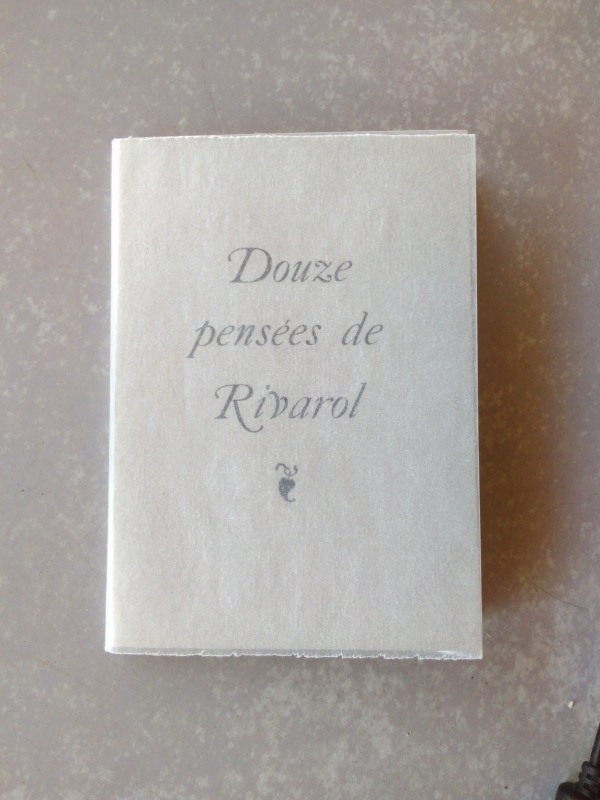 Douze
pensées de
Rivarol